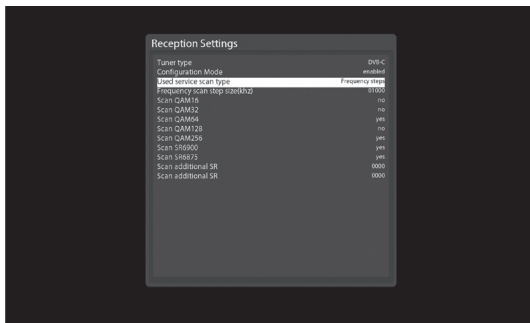 Reception Settings
Tuner type DVB-C
Configuration Mode enabled
Used service scan type Frequency steps
Frequency scan step size(khz) 01000
Scan QAM16 no
Scan QAM32 no
Scan QAM64 yes
Scan QAM128 no
Scan QAM256 yes
Scan SR6900 yes
Scan SR6875 yes
Scan additional SR 0000
Scan additional SR 0000